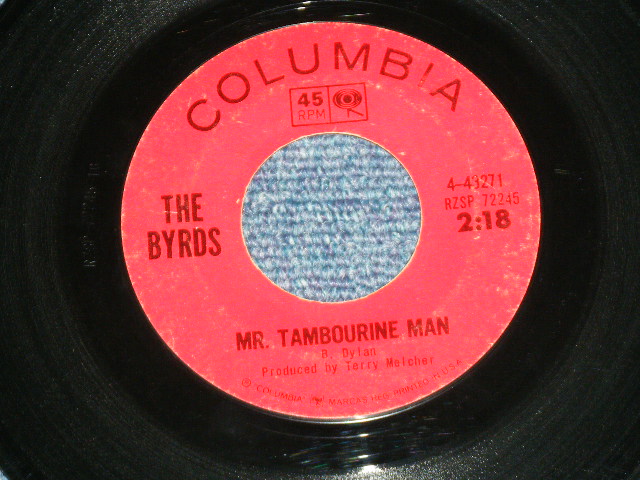 COLUMBIA
45
RPM
4-43271
RZSP 72245
2:18
THE
BYRDS
MR. TAMBOURINE MAN
B. Dylan
Produced by Terry Melcher
® "COLUMBIA" MARCAS REG. PRINTED IN U.S.A.